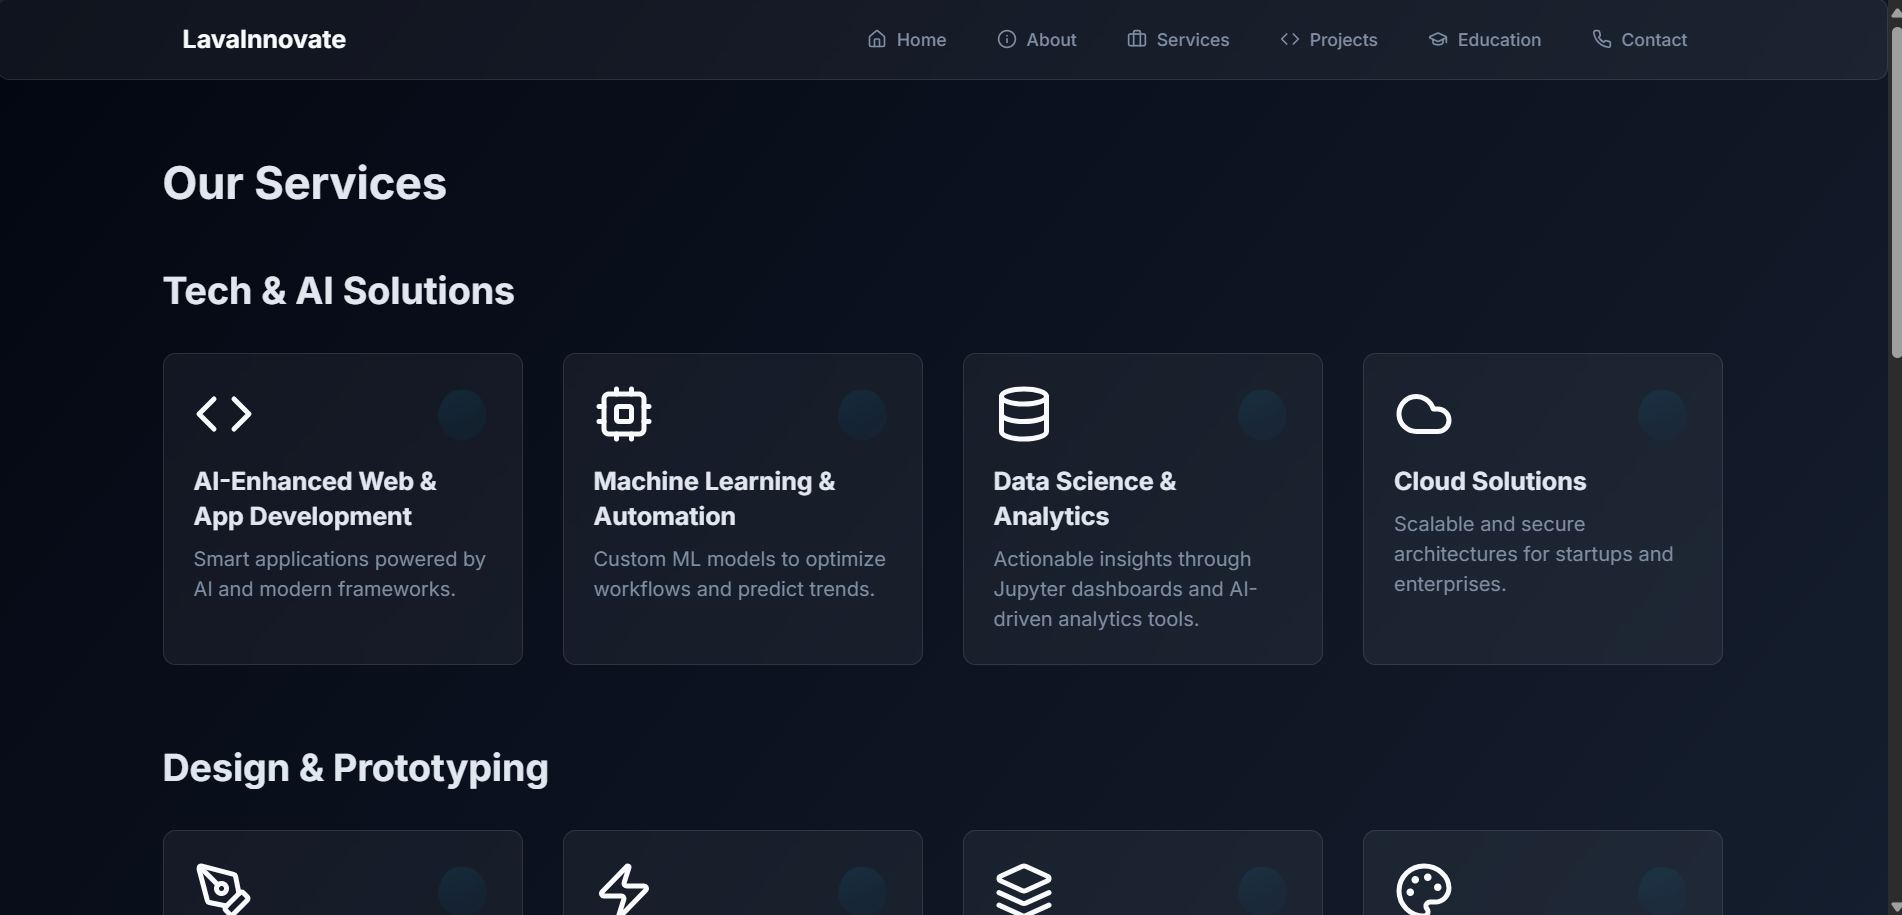 LavaInnovate
Home
About
Services
Projects
Education
Contact
Our Services
Tech & AI Solutions
AI-Enhanced Web &
App Development
Smart applications powered by
AI and modern frameworks.
Machine Learning &
Automation
Custom ML models to optimize
workflows and predict trends.
Data Science &
Analytics
Actionable insights through
Jupyter dashboards and AI-
driven analytics tools.
Cloud Solutions
Scalable and secure
architectures for startups and
enterprises.
Design & Prototyping